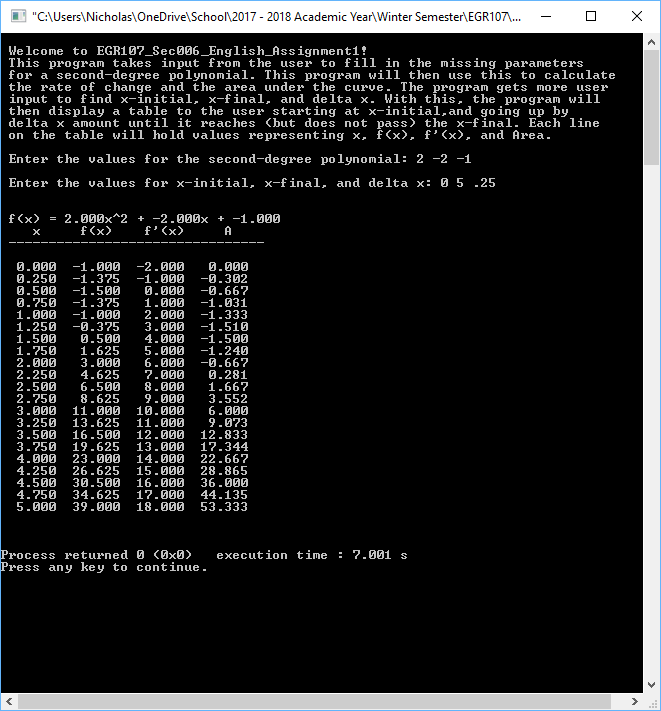 "C:\Users\Nicholas\OneDrive\School\2017 - 2018 Academic Year\Winter Semester\EGR107\...
Welcome to EGR107_Sec006_English_Assignment1!
This program takes input from the user to fill in the missing parameters
for a second-degree polynomial. This program will then use this to calculate
the rate of change and the area under the curve. The program gets more user
input to find x-initial, x-final, and delta x. With this, the program will
then display a table to the user starting at x-initial,and going up by
delta x amount until it reaches (but does not pass) the x-final. Each line
on the table will hold values representing x, f(x), f'(x), and Area.
Enter the values for the second-degree polynomial: 2 -2 -1
Enter the values for x-initial, x-final, and delta x: 0 5 .25
f(x) = 2.000x^2 + -2.000x + -1.000
x f(x) f'(x) A
--------------------------------
0.000 -1.000 -2.000 0.000
0.250 -1.375 -1.000 -0.302
0.500 -1.500 0.000 -0.667
0.750 -1.375 1.000 -1.031
1.000 -1.000 2.000 -1.333
1.250 -0.375 3.000 -1.510
1.500 0.500 4.000 -1.500
1.750 1.625 5.000 -1.240
2.000 3.000 6.000 -0.667
2.250 4.625 7.000 0.281
2.500 6.500 8.000 1.667
2.750 8.625 9.000 3.552
3.000 11.000 10.000 6.000
3.250 13.625 11.000 9.073
3.500 16.500 12.000 12.833
3.750 19.625 13.000 17.344
4.000 23.000 14.000 22.667
4.250 26.625 15.000 28.865
4.500 30.500 16.000 36.000
4.750 34.625 17.000 44.135
5.000 39.000 18.000 53.333
Process returned 0 (0x0) execution time : 7.001 s
Press any key to continue.